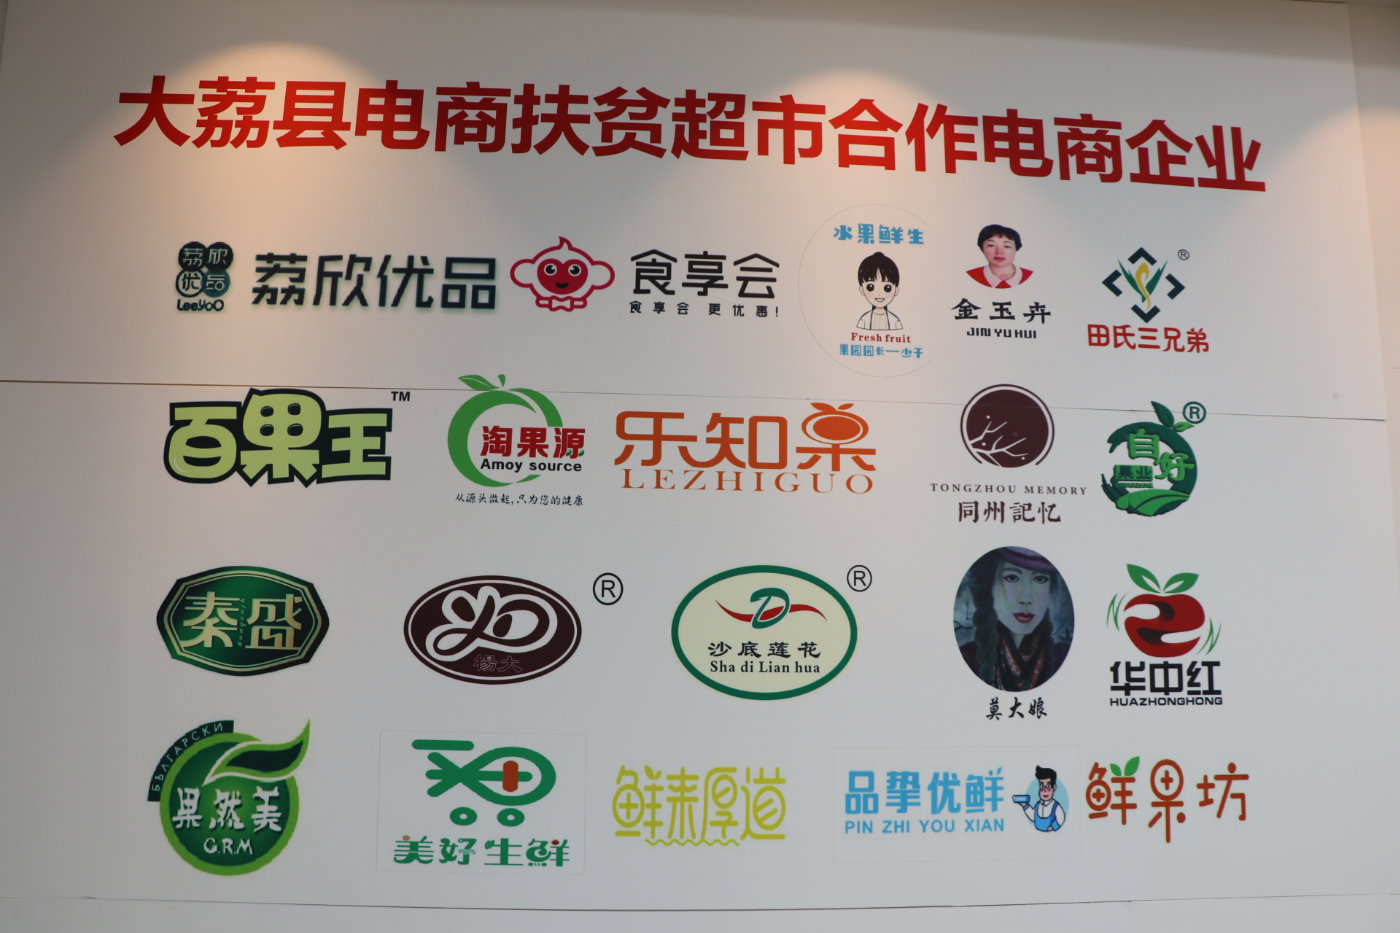 大荔县电商扶贫超市合作电商企业
荔欣
优品
LeeyoO
荔欣优品
食享会
食享会 更优惠!
水果鲜生
Fresh fruit
果园园长一少于
金玉卉
JIN YU HUI
®
田氏三兄弟
百果王
TM
淘果源
Amoy source
从源头做起,只为您的健康
乐知菓
LEZHIGUO
TONGZHOU MEMORY
同州記忆
®
自好
果业
秦盛
®
楊大
®
沙底莲花
Sha di Lian hua
莫大娘
华中红
HUAZHONGHONG
БЪЛГАРСКИ
果然美
G.R.M
美好生鲜
鲜来厚道
品挚优鲜
PIN ZHI YOU XIAN
鲜果坊